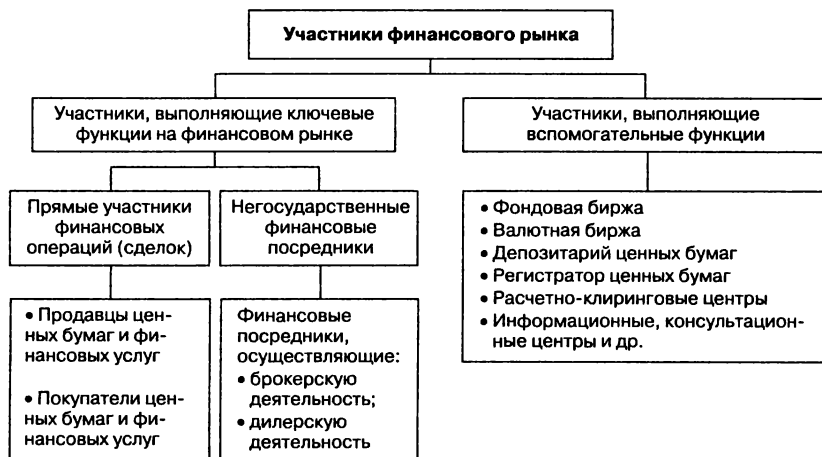 Участники финансового рынка
Участники, выполняющие ключевые
функции на финансовом рынке
Участники, выполняющие
вспомогательные функции
Прямые участники
финансовых
операций (сделок)
Негосударственные
финансовые
посредники
• Фондовая биржа
• Валютная биржа
• Депозитарий ценных бумаг
• Регистратор ценных бумаг
• Расчетно-клиринговые центры
• Информационные, консультацион-
ные центры и др.
• Продавцы цен-
ных бумаг и фи-
нансовых услуг
• Покупатели цен-
ных бумаг и фи-
нансовых услуг
Финансовые
посредники,
осуществляющие:
• брокерскую
деятельность;
• дилерскую
деятельность